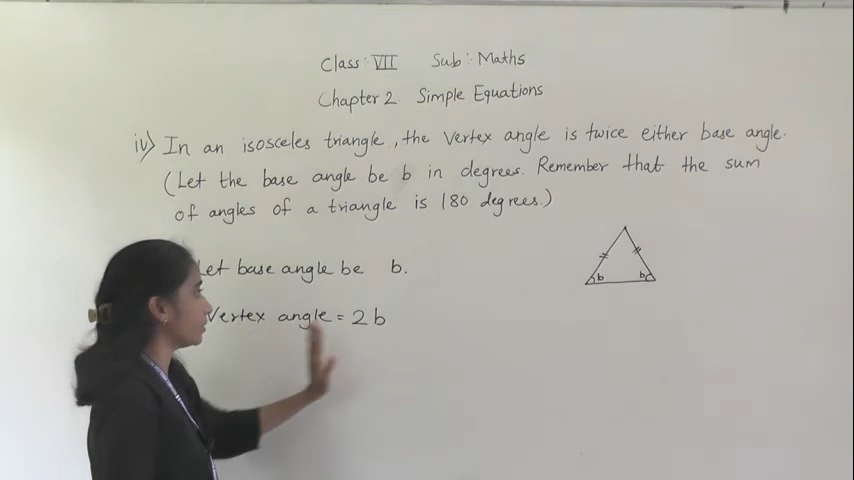 Class: VII Sub: Maths
Chapter 2 Simple Equations
iv) In an isosceles triangle, the Vertex angle is twice either base angle.
(Let the base angle be b in degrees. Remember that the sum
of angles of a triangle is 180 degrees.)
b b
Let base angle be b.
Vertex angle = 2b